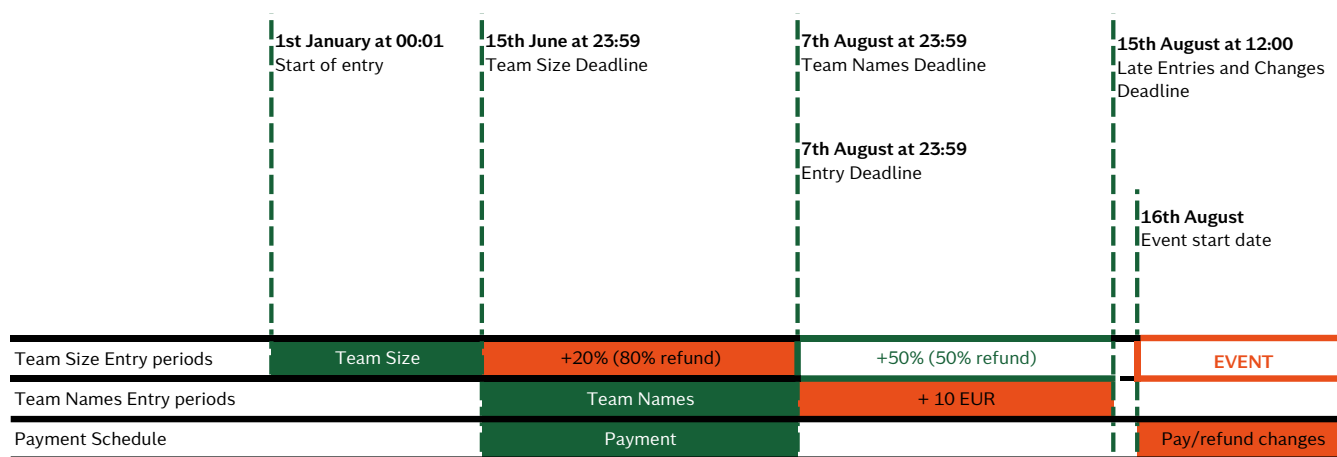 1st January at 00:01
Start of entry
15th June at 23:59
Team Size Deadline
7th August at 23:59
Team Names Deadline
7th August at 23:59
Entry Deadline
15th August at 12:00
Late Entries and Changes
Deadline
16th August
Event start date
Team Size Entry periods
Team Size
+20% (80% refund)
+50% (50% refund)
EVENT
Team Names Entry periods
Team Names
+ 10 EUR
Payment Schedule
Payment
Pay/refund changes